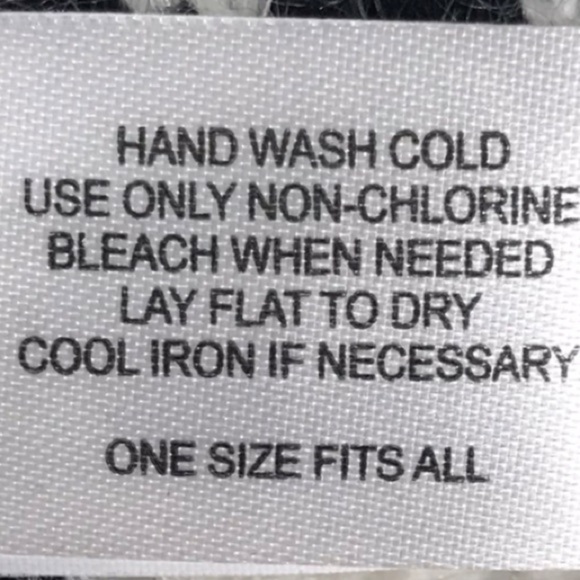 HAND WASH COLD
USE ONLY NON-CHLORINE
BLEACH WHEN NEEDED
LAY FLAT TO DRY
COOL IRON IF NECESSARY
ONE SIZE FITS ALL